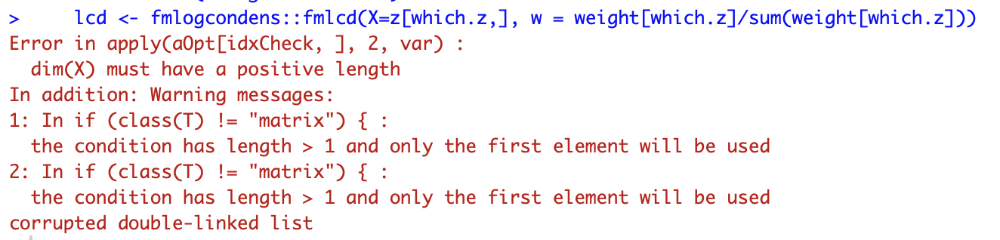 >     lcd <- fmlogcondens::fmlcd(X=z[which.z,], w = weight[which.z]/sum(weight[which.z]))
Error in apply(aOpt[idxCheck, ], 2, var) :
  dim(X) must have a positive length
In addition: Warning messages:
1: In if (class(T) != "matrix") { :
  the condition has length > 1 and only the first element will be used
2: In if (class(T) != "matrix") { :
  the condition has length > 1 and only the first element will be used
corrupted double-linked list